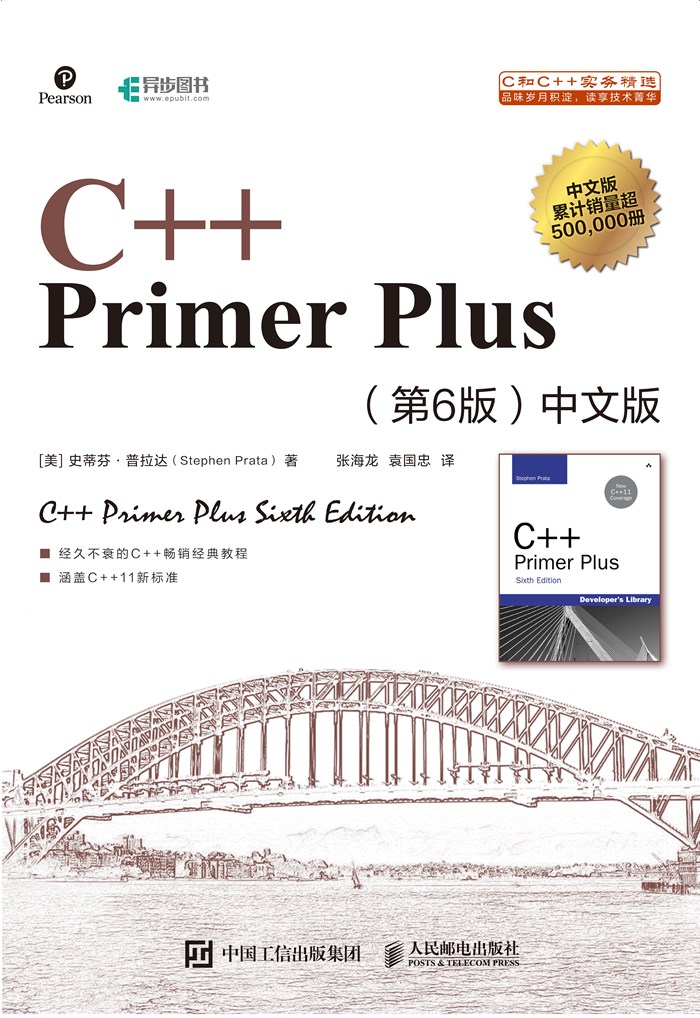 Pearson
异步图书
www.epubit.com
C和C++实务精选
品味岁月积淀，读享技术菁华
中文版
累计销量超
500,000册
C++
Primer Plus
（第6版）中文版
[美] 史蒂芬·普拉达（Stephen Prata）著 张海龙 袁国忠 译
C++ Primer Plus Sixth Edition
■ 经久不衰的C++畅销经典教程
■ 涵盖C++11新标准
Stephen Prata
New
C++11
Coverage
C++
Primer Plus
Sixth Edition
Developer's Library
中国工信出版集团
人民邮电出版社
POSTS & TELECOM PRESS